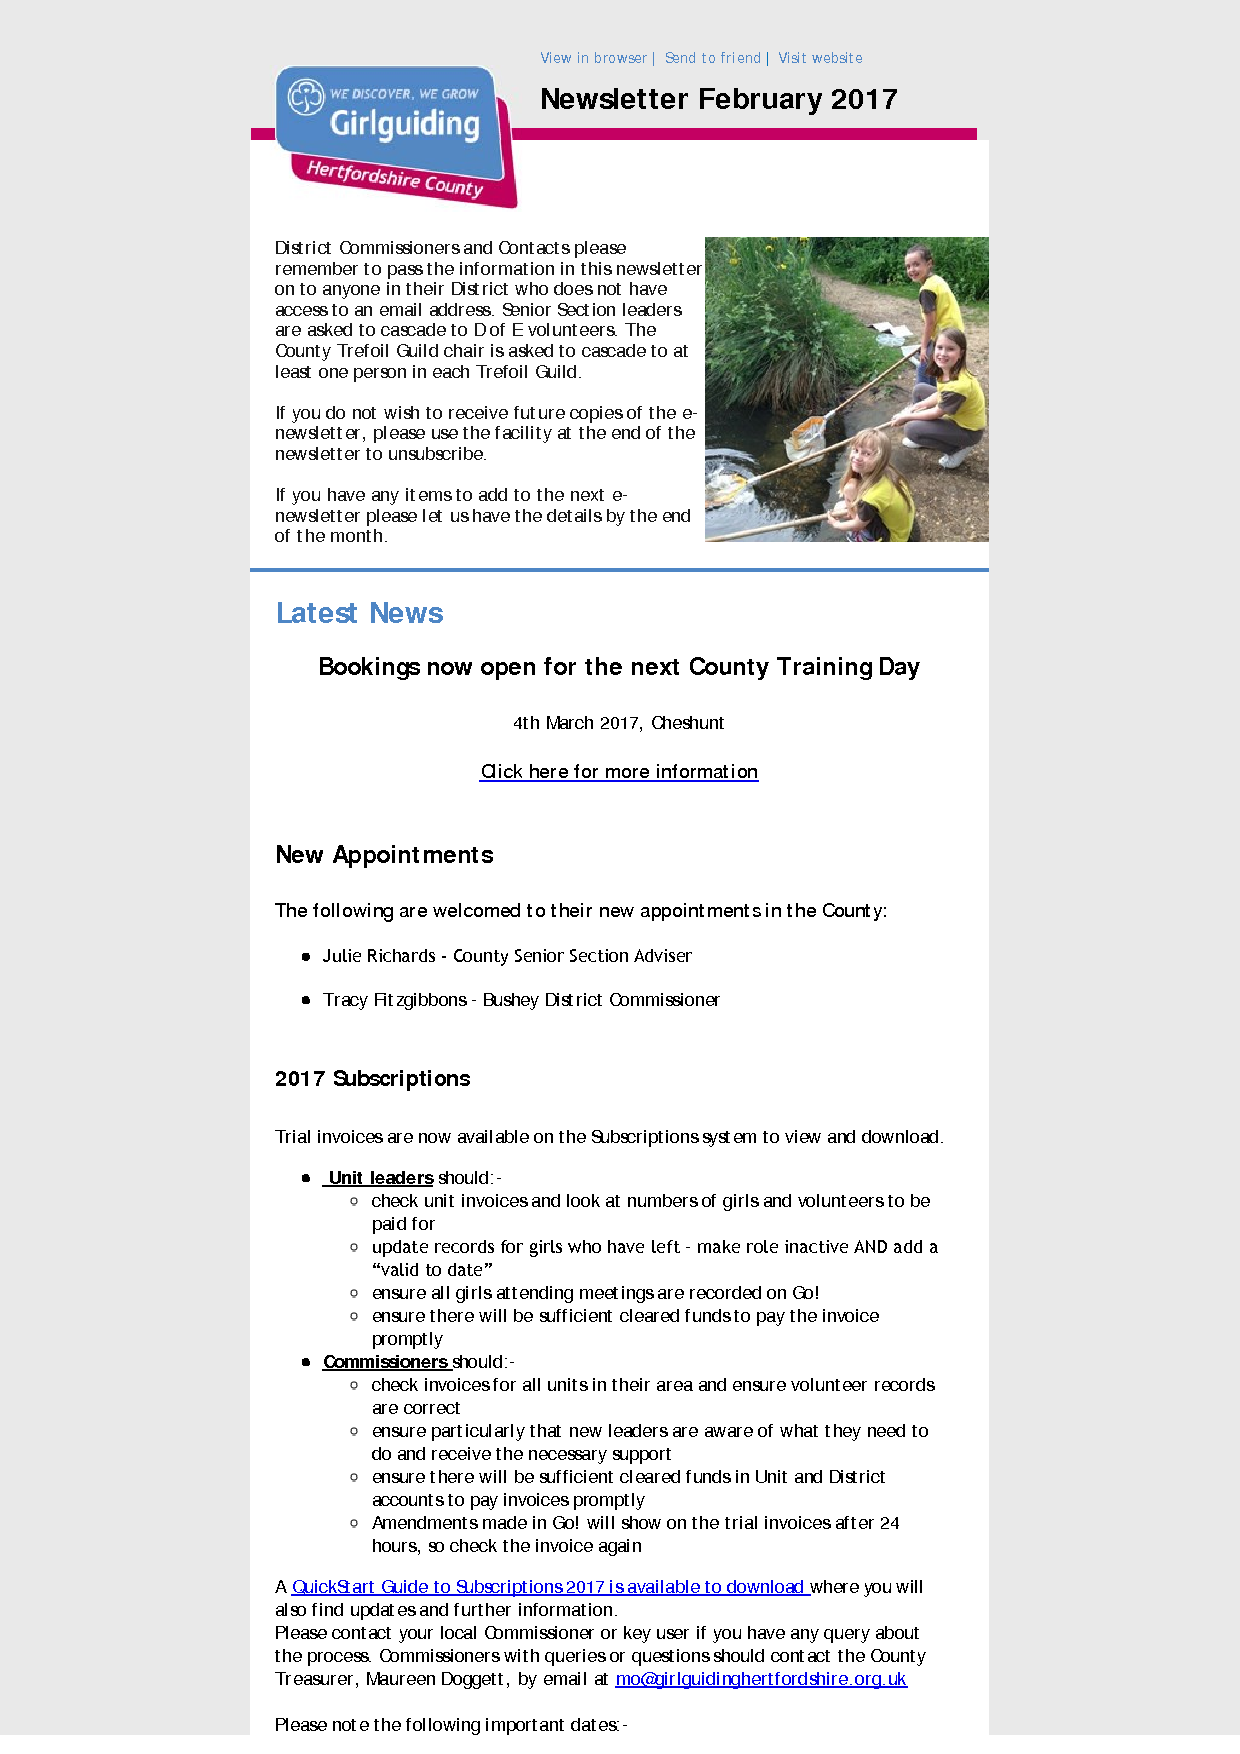 View in browser | Send to friend | Visit website
Newsletter February 2017
WE DISCOVER, WE GROW
Girlguiding
Hertfordshire County
District Commissioners and Contacts please
remember to pass the information in this newsletter
on to anyone in their District who does not have
access to an email address. Senior Section leaders
are asked to cascade to D of E volunteers. The
County Trefoil Guild chair is asked to cascade to at
least one person in each Trefoil Guild.
If you do not wish to receive future copies of the e-
newsletter, please use the facility at the end of the
newsletter to unsubscribe.
If you have any items to add to the next e-
newsletter please let us have the details by the end
of the month.
Latest News
Bookings now open for the next County Training Day
4th March 2017, Cheshunt
Click here for more information
New Appointments
The following are welcomed to their new appointments in the County:
● Julie Richards - County Senior Section Adviser
● Tracy Fitzgibbons - Bushey District Commissioner
2017 Subscriptions
Trial invoices are now available on the Subscriptions system to view and download.
● Unit leaders should:-
○ check unit invoices and look at numbers of girls and volunteers to be
paid for
○ update records for girls who have left - make role inactive AND add a
“valid to date”
○ ensure all girls attending meetings are recorded on Go!
○ ensure there will be sufficient cleared funds to pay the invoice
promptly
● Commissioners should:-
○ check invoices for all units in their area and ensure volunteer records
are correct
○ ensure particularly that new leaders are aware of what they need to
do and receive the necessary support
○ ensure there will be sufficient cleared funds in Unit and District
accounts to pay invoices promptly
○ Amendments made in Go! will show on the trial invoices after 24
hours, so check the invoice again
A QuickStart Guide to Subscriptions 2017 is available to download where you will
also find updates and further information.
Please contact your local Commissioner or key user if you have any query about
the process. Commissioners with queries or questions should contact the County
Treasurer, Maureen Doggett, by email at mo@girlguidinghertfordshire.org.uk
Please note the following important dates:-